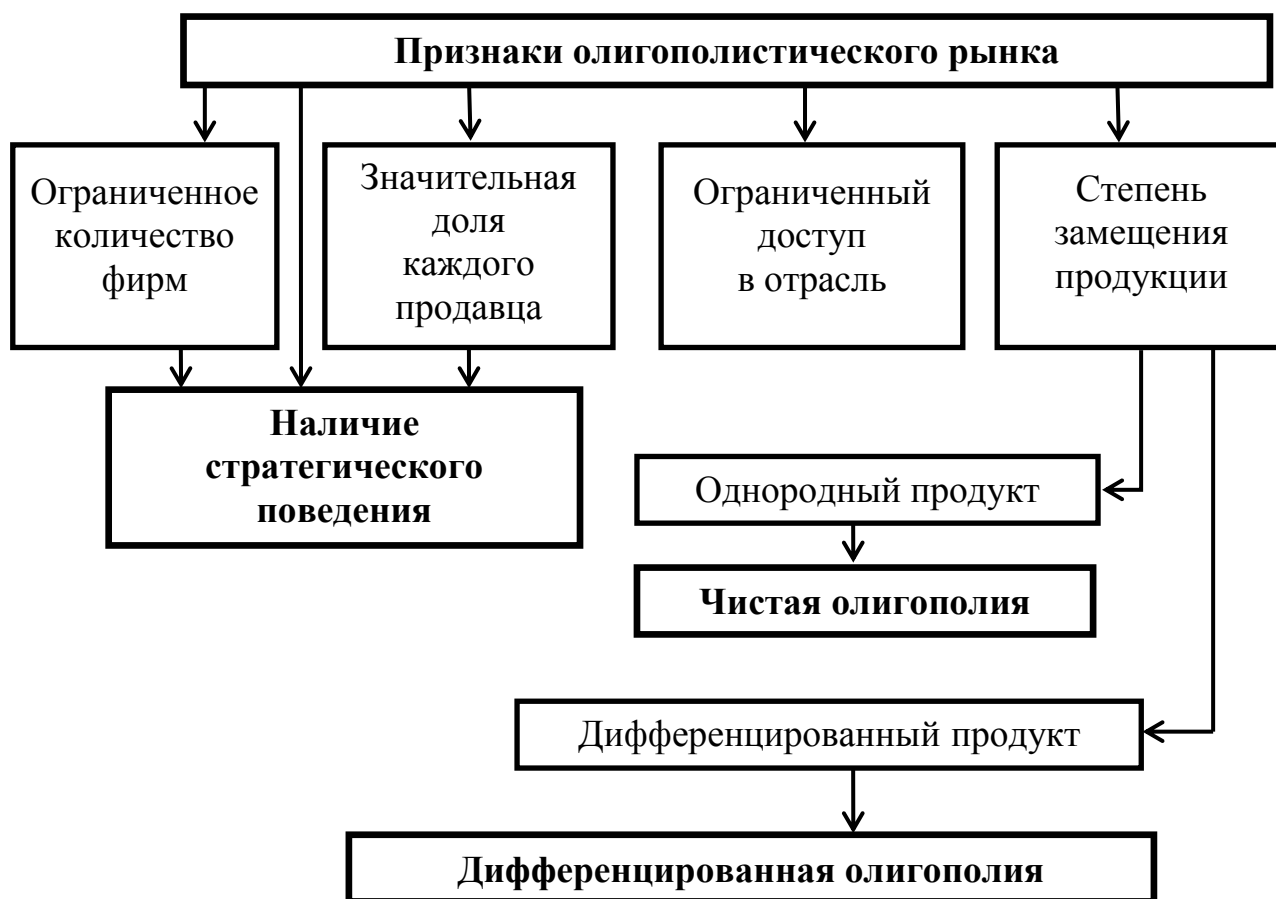 Признаки олигополистического рынка
Ограниченное
количество
фирм
Значительная
доля
каждого
продавца
Ограниченный
доступ
в отрасль
Степень
замещения
продукции
Наличие
стратегического
поведения
Однородный продукт
Чистая олигополия
Дифференцированный продукт
Дифференцированная олигополия